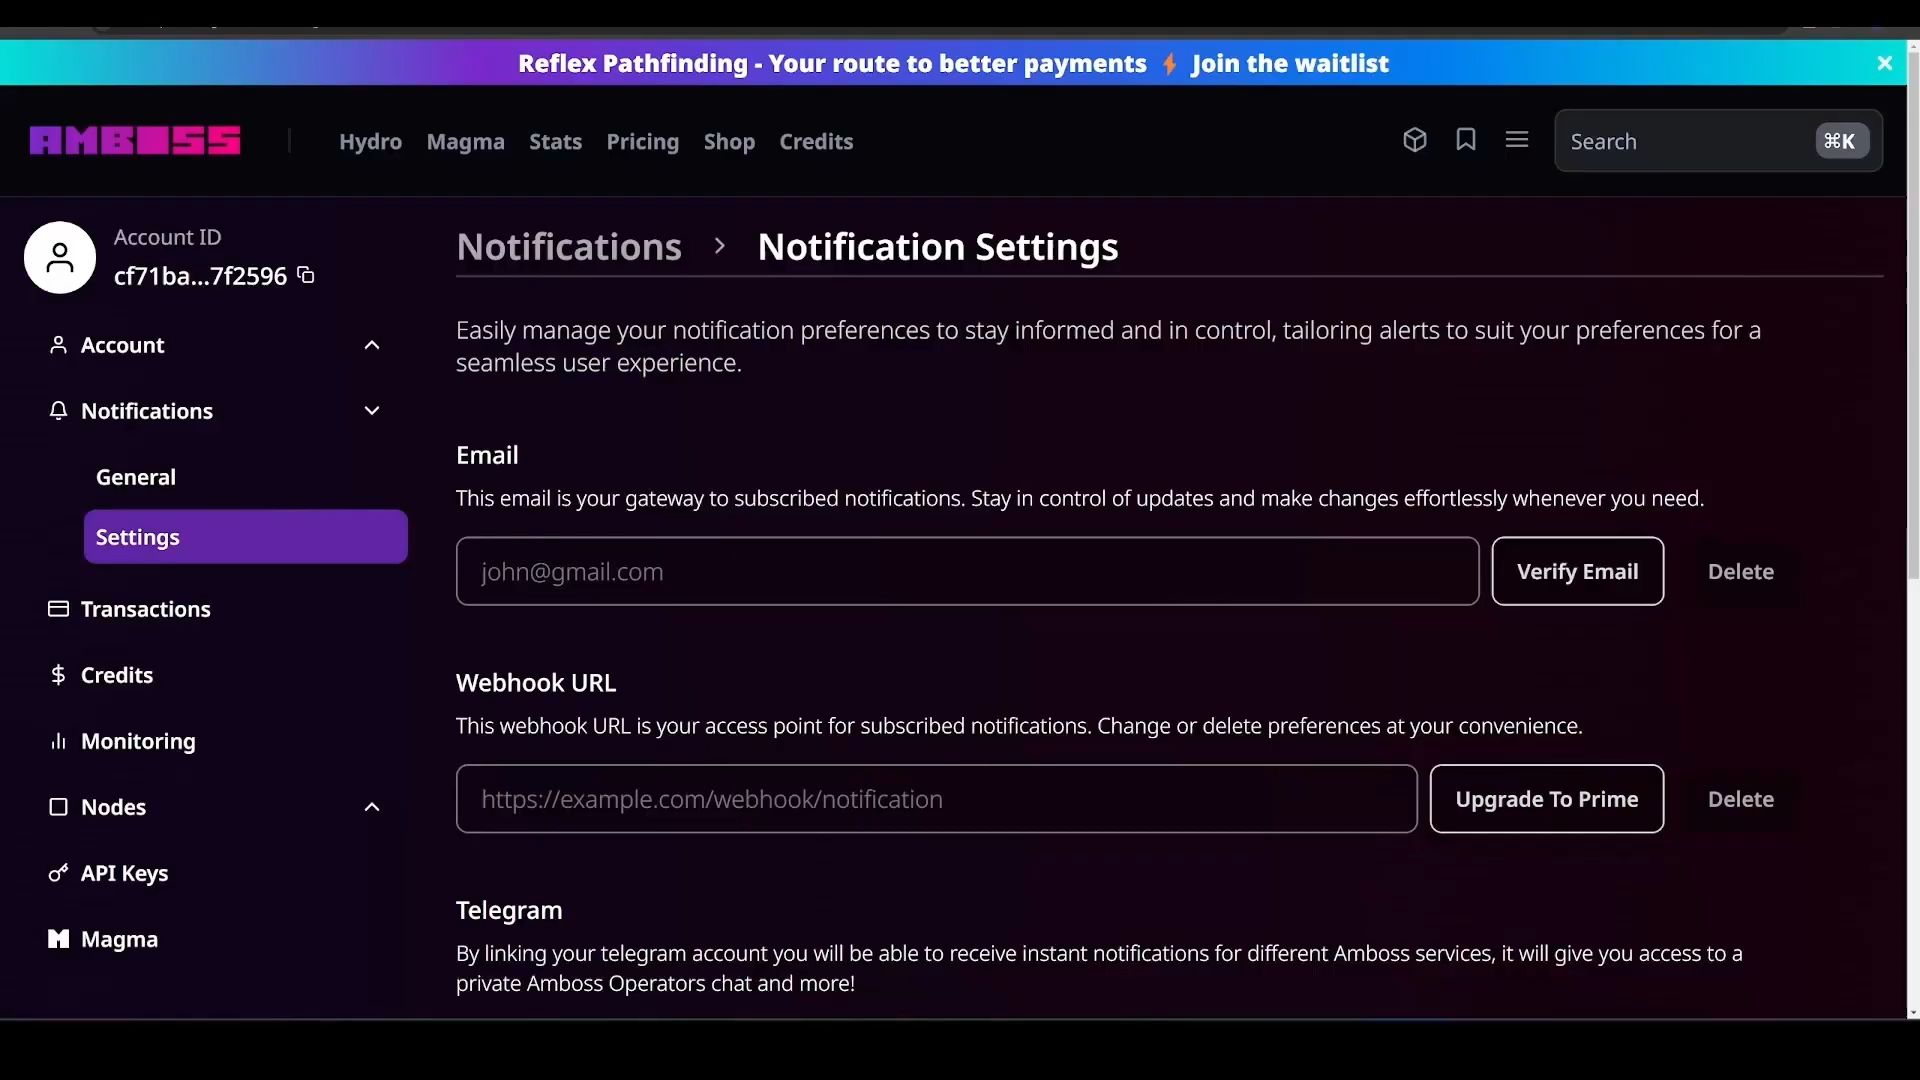 Reflex Pathfinding - Your route to better payments ⚡ Join the waitlist
AMBOSS
Hydro Magma Stats Pricing Shop Credits
Search ⌘K
Account ID
cf71ba...7f2596
Account
Notifications
General
Settings
Transactions
Credits
Monitoring
Nodes
API Keys
Magma
Notifications > Notification Settings
Easily manage your notification preferences to stay informed and in control, tailoring alerts to suit your preferences for a
seamless user experience.
Email
This email is your gateway to subscribed notifications. Stay in control of updates and make changes effortlessly whenever you need.
john@gmail.com Verify Email Delete
Webhook URL
This webhook URL is your access point for subscribed notifications. Change or delete preferences at your convenience.
https://example.com/webhook/notification Upgrade To Prime Delete
Telegram
By linking your telegram account you will be able to receive instant notifications for different Amboss services, it will give you access to a
private Amboss Operators chat and more!